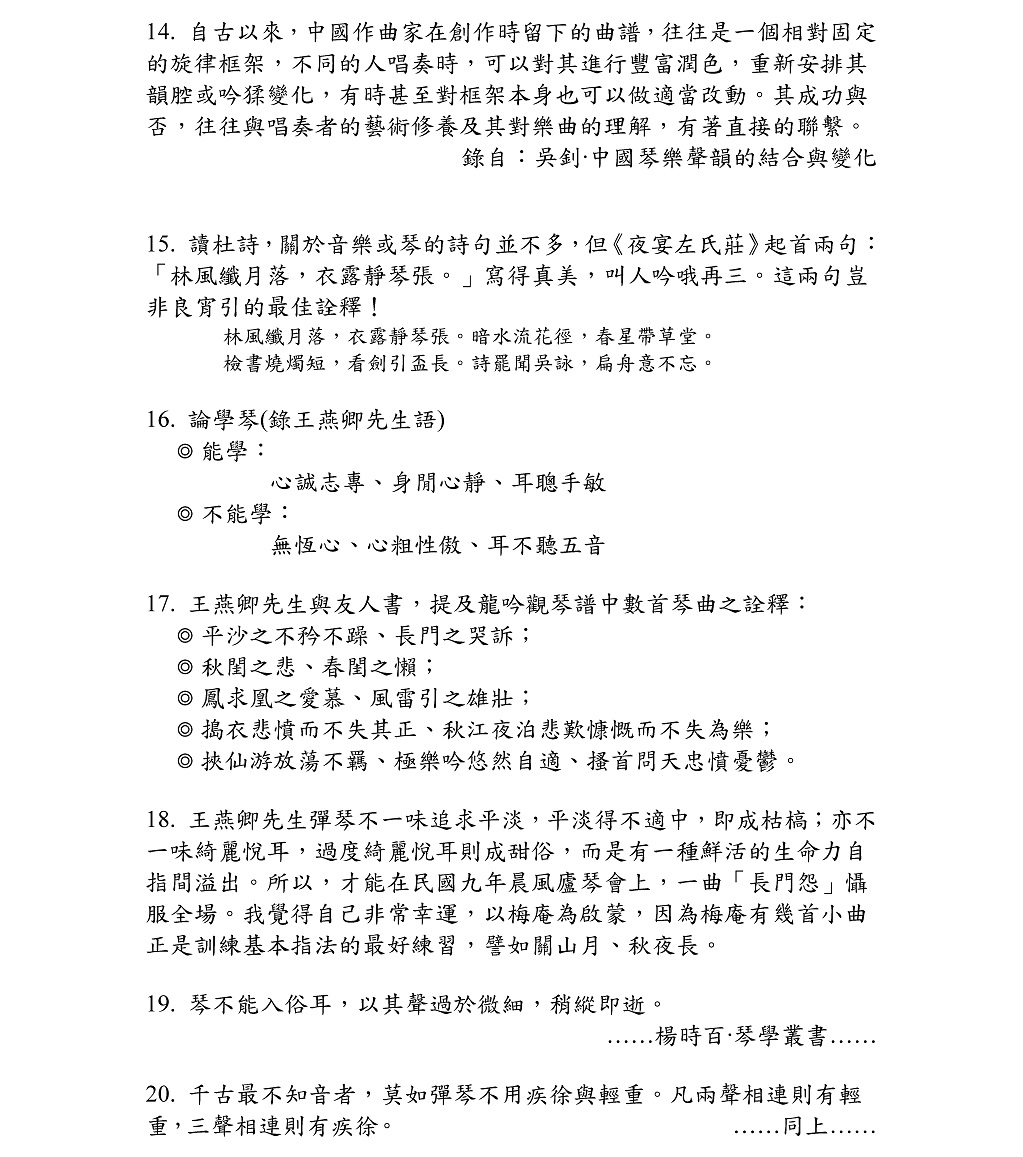 14. 自古以來，中國作曲家在創作時留下的曲譜，往往是一個相對固定
的旋律框架，不同的人唱奏時，可以對其進行豐富潤色，重新安排其
韻腔或吟猱變化，有時甚至對框架本身也可以做適當改動。其成功與
否，往往與唱奏者的藝術修養及其對樂曲的理解，有著直接的聯繫。
錄自：吳釗·中國琴樂聲韻的結合與變化
15. 讀杜詩，關於音樂或琴的詩句並不多，但《夜宴左氏莊》起首兩句：
「林風纖月落，衣露靜琴張。」寫得真美，叫人吟哦再三。這兩句豈
非良宵引的最佳詮釋！
林風纖月落，衣露靜琴張。暗水流花徑，春星帶草堂。
檢書燒燭短，看劍引盃長。詩罷聞吳詠，扁舟意不忘。
16. 論學琴(錄王燕卿先生語)
◎ 能學：
心誠志專、身閒心靜、耳聰手敏
◎ 不能學：
無恆心、心粗性傲、耳不聽五音
17. 王燕卿先生與友人書，提及龍吟觀琴譜中數首琴曲之詮釋：
◎ 平沙之不矜不躁、長門之哭訴；
◎ 秋閨之悲、春閨之懶；
◎ 鳳求凰之愛慕、風雷引之雄壯；
◎ 搗衣悲憤而不失其正、秋江夜泊悲歎慷慨而不失為樂；
◎ 挾仙游放蕩不羈、極樂吟悠然自適、搔首問天忠憤憂鬱。
18. 王燕卿先生彈琴不一味追求平淡，平淡得不適中，即成枯槁；亦不
一味綺麗悅耳，過度綺麗悅耳則成甜俗，而是有一種鮮活的生命力自
指間溢出。所以，才能在民國九年晨風廬琴會上，一曲「長門怨」懾
服全場。我覺得自己非常幸運，以梅庵為啟蒙，因為梅庵有幾首小曲
正是訓練基本指法的最好練習，譬如關山月、秋夜長。
19. 琴不能入俗耳，以其聲過於微細，稍縱即逝。
……楊時百·琴學叢書……
20. 千古最不知音者，莫如彈琴不用疾徐與輕重。凡兩聲相連則有輕
重，三聲相連則有疾徐。 ……同上……